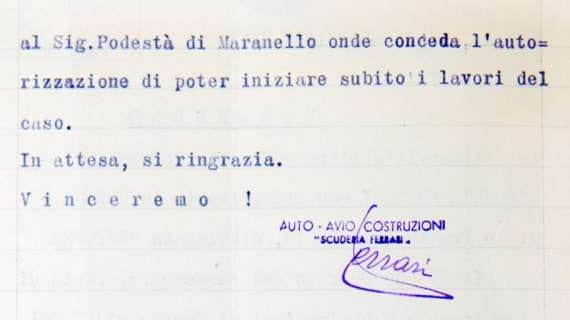 al Sig.Podestà di Maranello onde conceda l'auto=
rizzazione di poter iniziare subito i lavori del
caso.
In attesa, si ringrazia.
V i n c e r e m o !
AUTO - AVIO COSTRUZIONI
"SCUDERIA FERRARI"
Ferrari